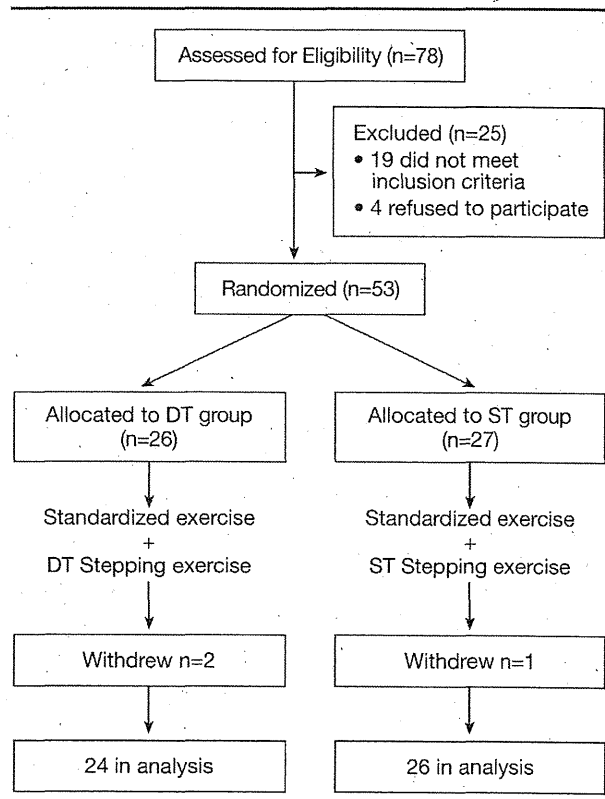 Assessed for Eligibility (n=78)
Excluded (n=25)
• 19 did not meet
inclusion criteria
• 4 refused to participate
Randomized (n=53)
Allocated to DT group
(n=26)
Standardized exercise
+
DT Stepping exercise
Withdrew n=2
24 in analysis
Allocated to ST group
(n=27)
Standardized exercise
+
ST Stepping exercise
Withdrew n=1
26 in analysis